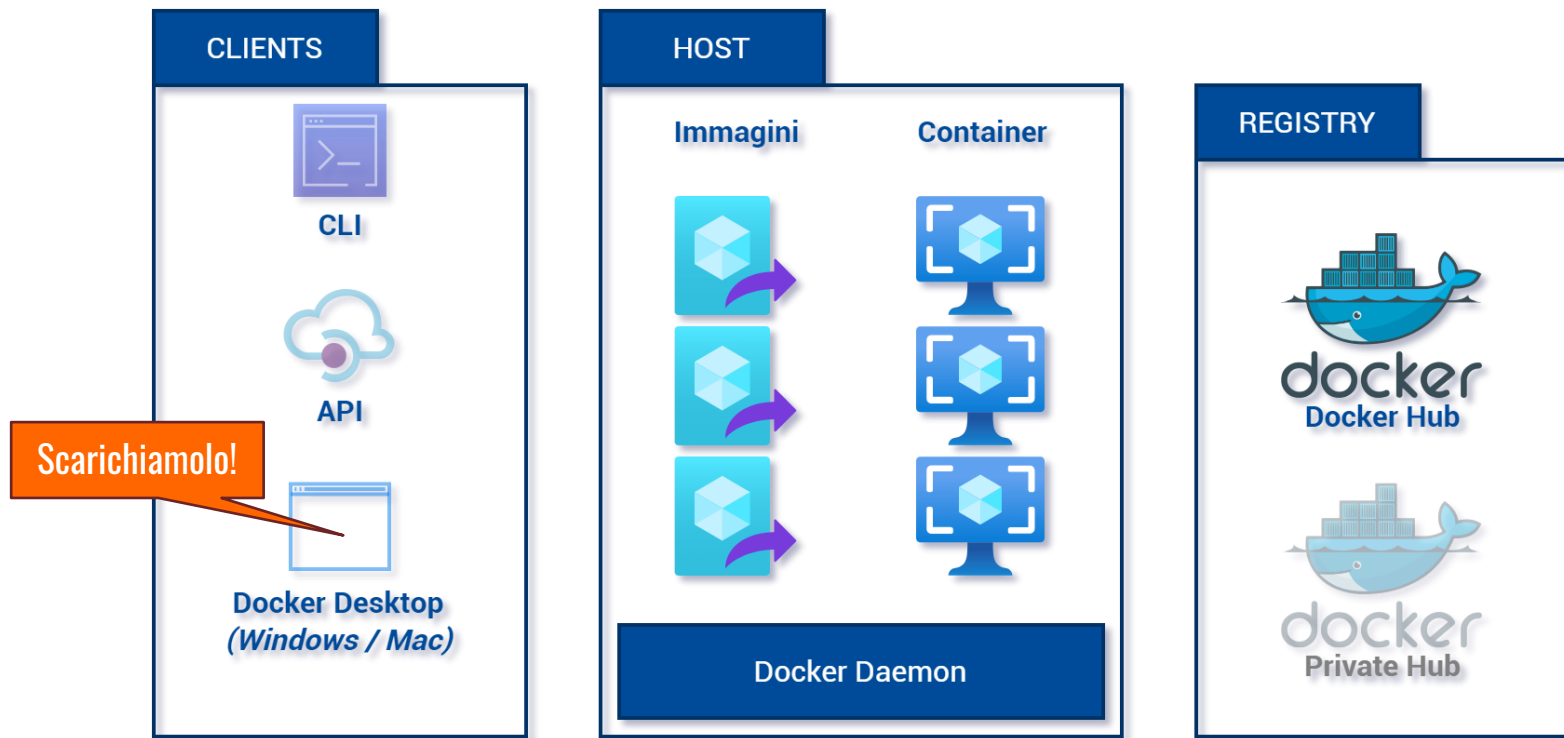 CLIENTS
CLI
API
Scarichiamolo!
Docker Desktop
(Windows / Mac)
HOST
Immagini
Container
Docker Daemon
REGISTRY
docker
Docker Hub
docker
Private Hub